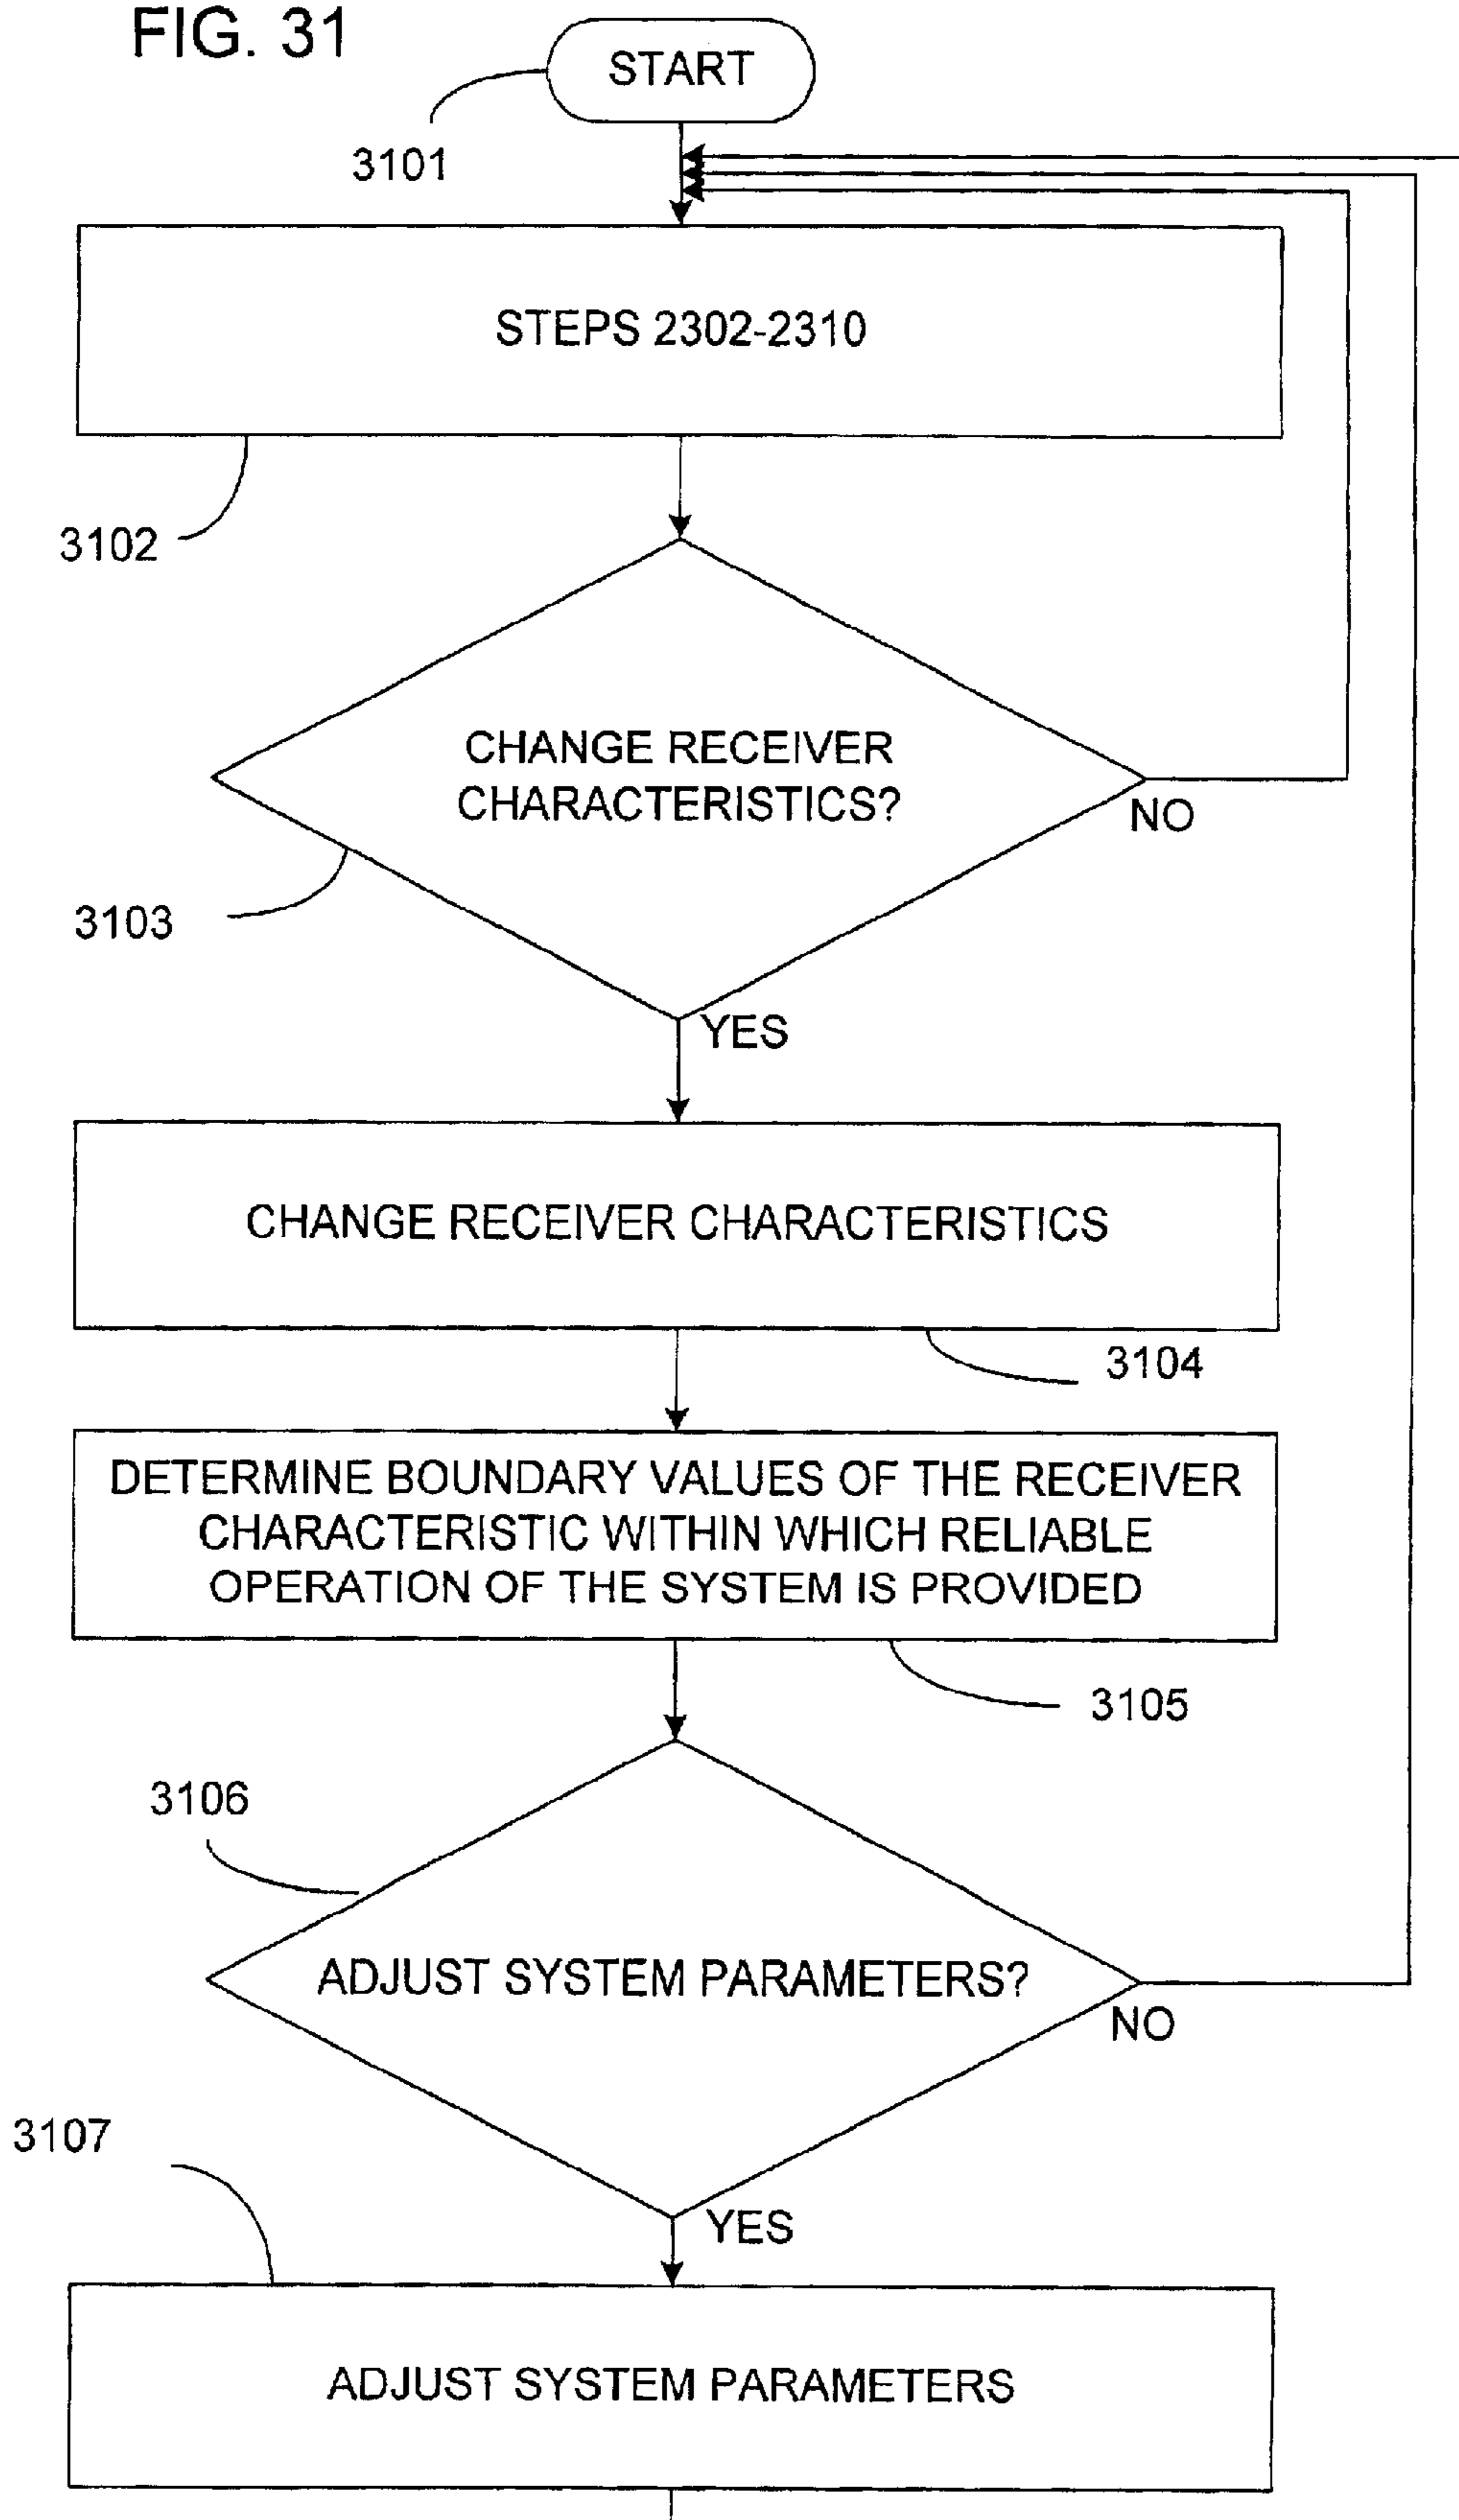 FIG. 31
START
3101
STEPS 2302-2310
3102
CHANGE RECEIVER
CHARACTERISTICS?
NO
3103
YES
CHANGE RECEIVER CHARACTERISTICS
3104
DETERMINE BOUNDARY VALUES OF THE RECEIVER
CHARACTERISTIC WITHIN WHICH RELIABLE
OPERATION OF THE SYSTEM IS PROVIDED
3105
3106
ADJUST SYSTEM PARAMETERS?
NO
3107
YES
ADJUST SYSTEM PARAMETERS